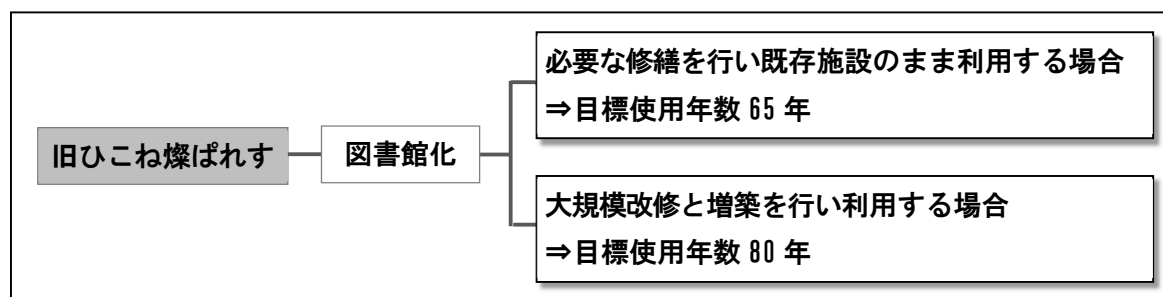 旧ひこね燦ぱれす
図書館化
必要な修繕を行い既存施設のまま利用する場合
⇒目標使用年数 65 年
大規模改修と増築を行い利用する場合
⇒目標使用年数 80 年